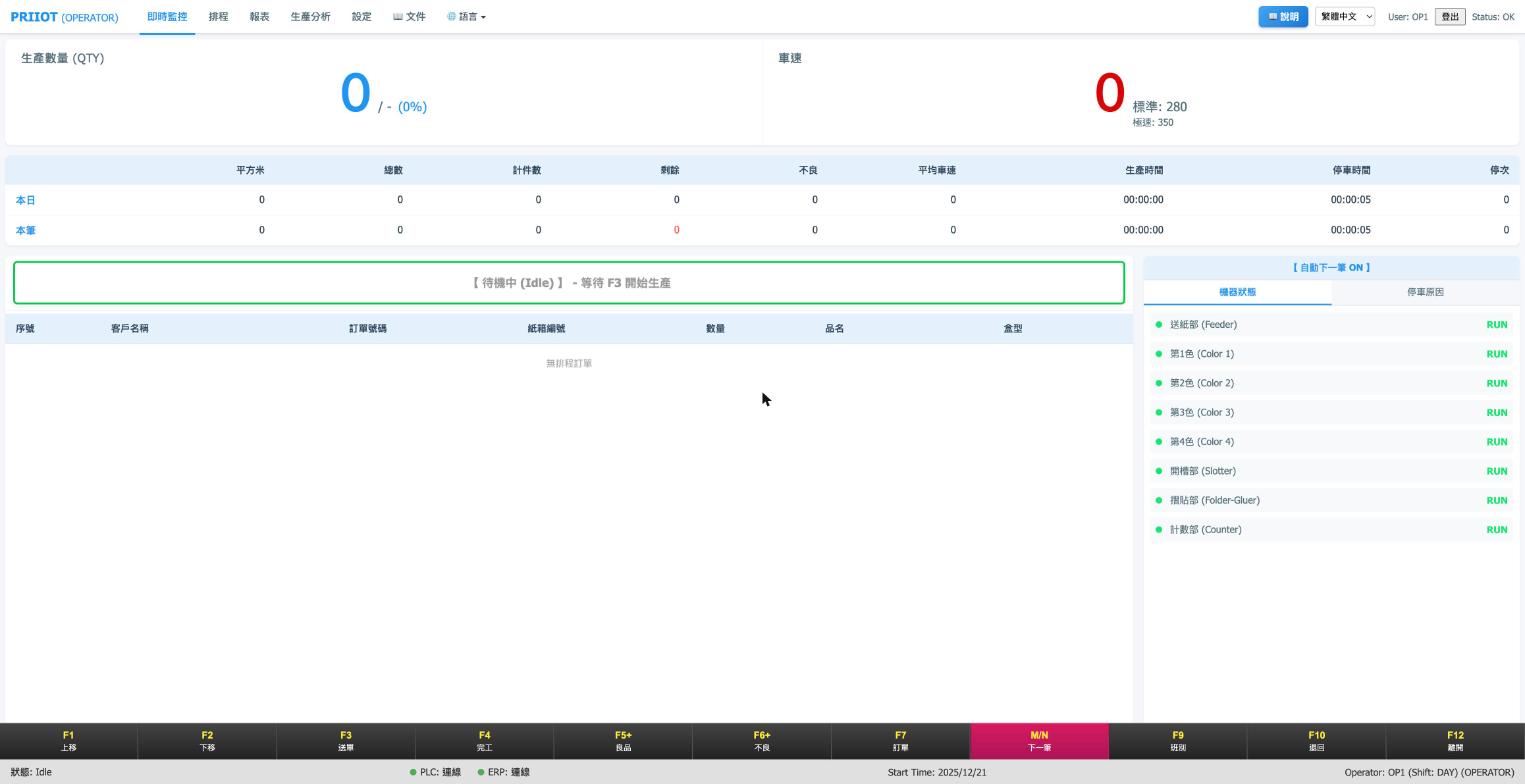 PRIIOT (OPERATOR) 即時監控 排程 報表 生產分析 設定 文件 語言 說明 繁體中文 User: OP1 登出 Status: OK
生產數量 (QTY)
0 / - (0%)
車速
0 標準: 280
極速: 350
平方米 總數 計件數 剩餘 不良 平均車速 生產時間 停車時間 停次
本日 0 0 0 0 0 0 00:00:00 00:00:05 0
本筆 0 0 0 0 0 0 00:00:00 00:00:05 0
【 待機中 (Idle) 】 - 等待 F3 開始生產
序號 客戶名稱 訂單號碼 紙箱編號 數量 品名 盒型
無排程訂單
【 自動下一筆 ON 】
機器狀態 停車原因
送紙部 (Feeder) RUN
第1色 (Color 1) RUN
第2色 (Color 2) RUN
第3色 (Color 3) RUN
第4色 (Color 4) RUN
開槽部 (Slotter) RUN
摺貼部 (Folder-Gluer) RUN
計數部 (Counter) RUN
F1 F2 F3 F4 F5+ F6+ F7 M/N F9 F10 F12
上移 下移 送單 完工 良品 不良 訂單 下一筆 班別 退回 離開
狀態: Idle PLC: 連線 ERP: 連線 Start Time: 2025/12/21 Operator: OP1 (Shift: DAY) (OPERATOR)